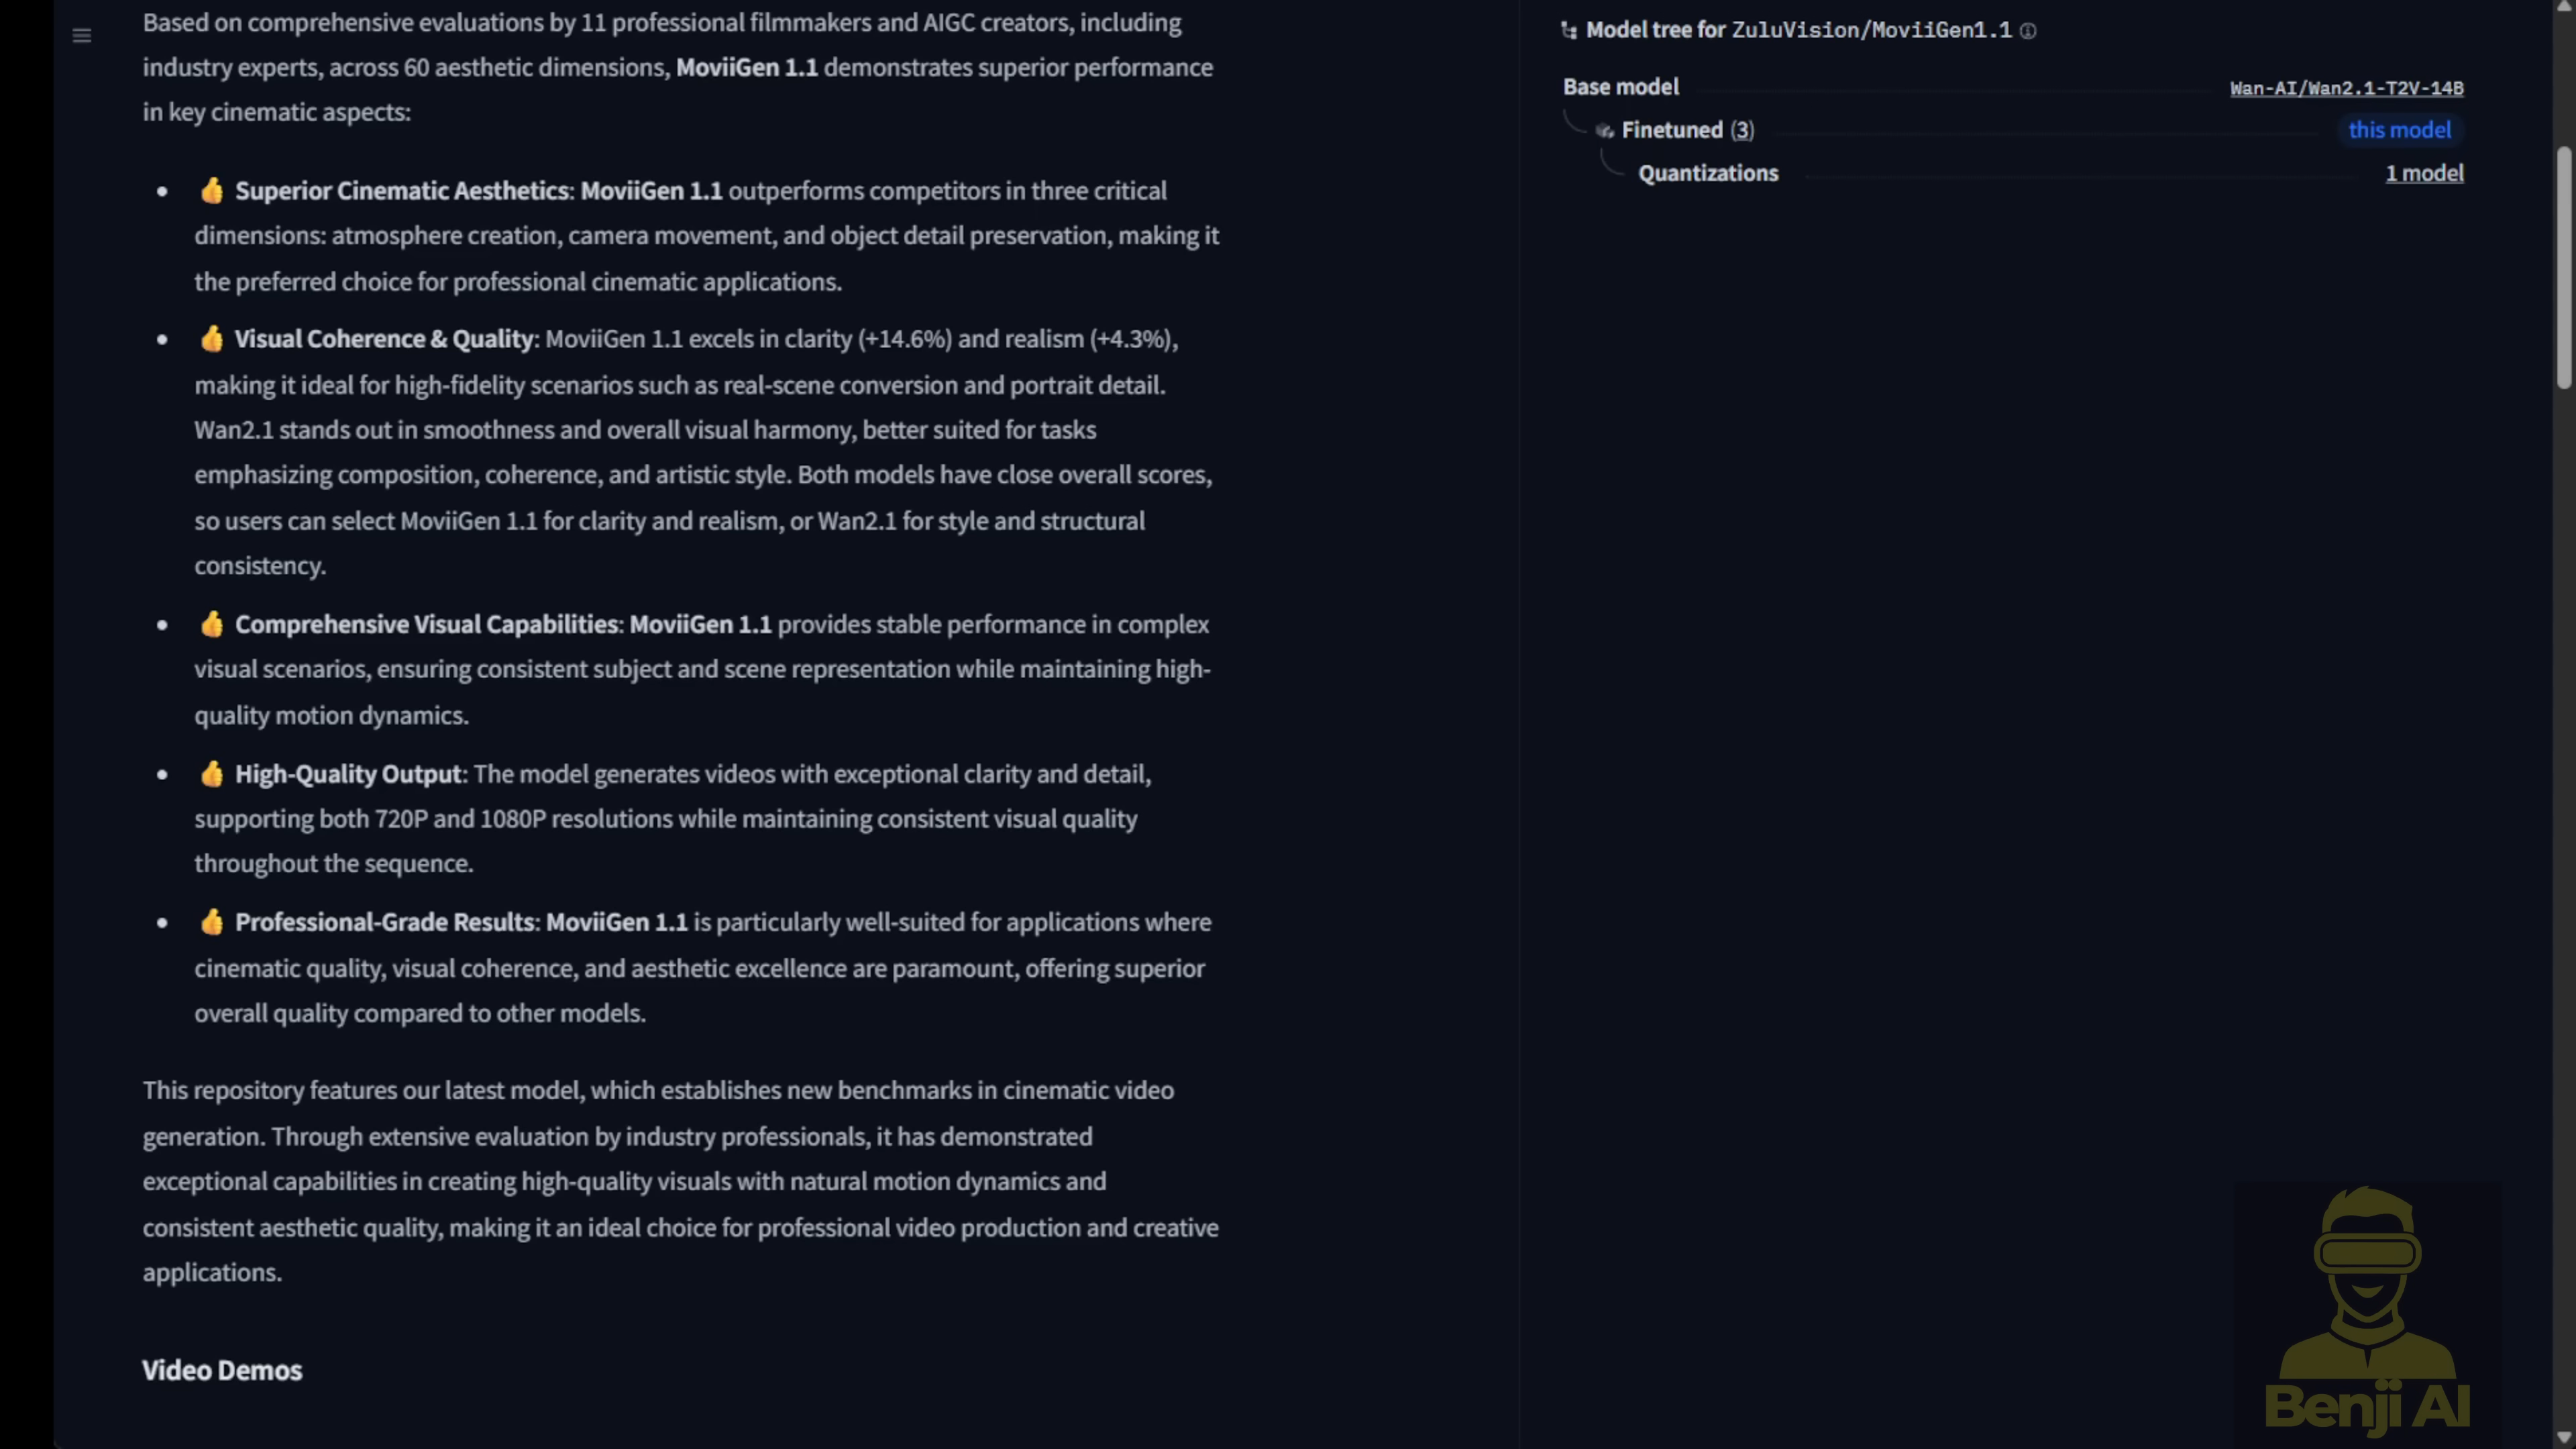 Based on comprehensive evaluations by 11 professional filmmakers and AIGC creators, including
industry experts, across 60 aesthetic dimensions, MoviiGen 1.1 demonstrates superior performance
in key cinematic aspects:
• 👍 Superior Cinematic Aesthetics: MoviiGen 1.1 outperforms competitors in three critical
dimensions: atmosphere creation, camera movement, and object detail preservation, making it
the preferred choice for professional cinematic applications.
• 👍 Visual Coherence & Quality: MoviiGen 1.1 excels in clarity (+14.6%) and realism (+4.3%),
making it ideal for high-fidelity scenarios such as real-scene conversion and portrait detail.
Wan2.1 stands out in smoothness and overall visual harmony, better suited for tasks
emphasizing composition, coherence, and artistic style. Both models have close overall scores,
so users can select MoviiGen 1.1 for clarity and realism, or Wan2.1 for style and structural
consistency.
• 👍 Comprehensive Visual Capabilities: MoviiGen 1.1 provides stable performance in complex
visual scenarios, ensuring consistent subject and scene representation while maintaining high-
quality motion dynamics.
• 👍 High-Quality Output: The model generates videos with exceptional clarity and detail,
supporting both 720P and 1080P resolutions while maintaining consistent visual quality
throughout the sequence.
• 👍 Professional-Grade Results: MoviiGen 1.1 is particularly well-suited for applications where
cinematic quality, visual coherence, and aesthetic excellence are paramount, offering superior
overall quality compared to other models.
This repository features our latest model, which establishes new benchmarks in cinematic video
generation. Through extensive evaluation by industry professionals, it has demonstrated
exceptional capabilities in creating high-quality visuals with natural motion dynamics and
consistent aesthetic quality, making it an ideal choice for professional video production and creative
applications.
Video Demos
Model tree for ZuluVision/MoviiGen1.1
Base model Wan-AI/Wan2.1-T2V-14B
Finetuned (3) this model
Quantizations 1 model
Benji AI